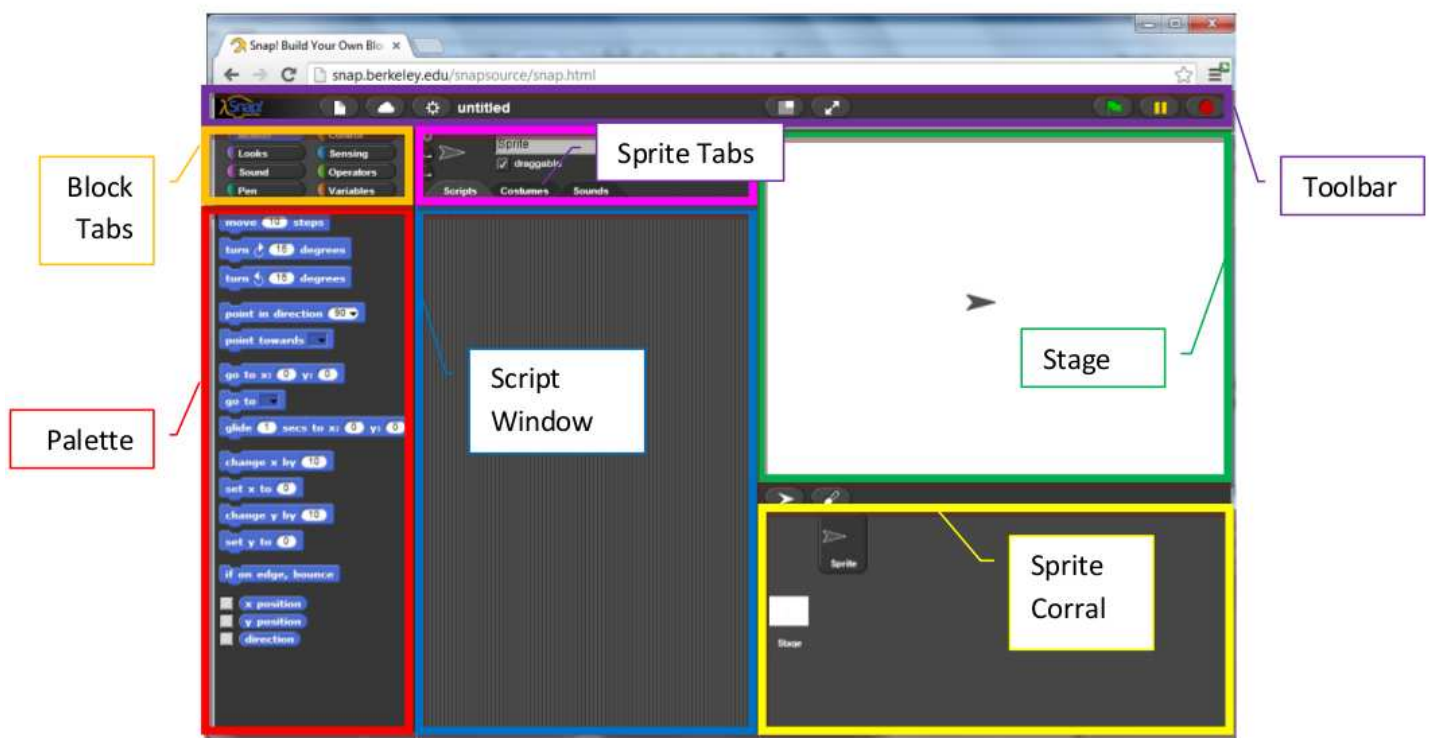 Snap! Build Your Own Blo
snap.berkeley.edu/snapsource/snap.html
Snap!
untitled
Block
Tabs
Looks
Sensing
Sound
Operators
Pen
Variables
Sprite
draggable
Scripts Costumes Sounds
Sprite Tabs
Toolbar
Palette
move 10 steps
turn 15 degrees
turn 15 degrees
point in direction 90
point towards
go to x: 0 y: 0
go to
glide 1 secs to x: 0 y: 0
change x by 10
set x to 0
change y by 10
set y to 0
if on edge, bounce
x position
y position
direction
Script
Window
Stage
Sprite
Stage
Sprite
Corral